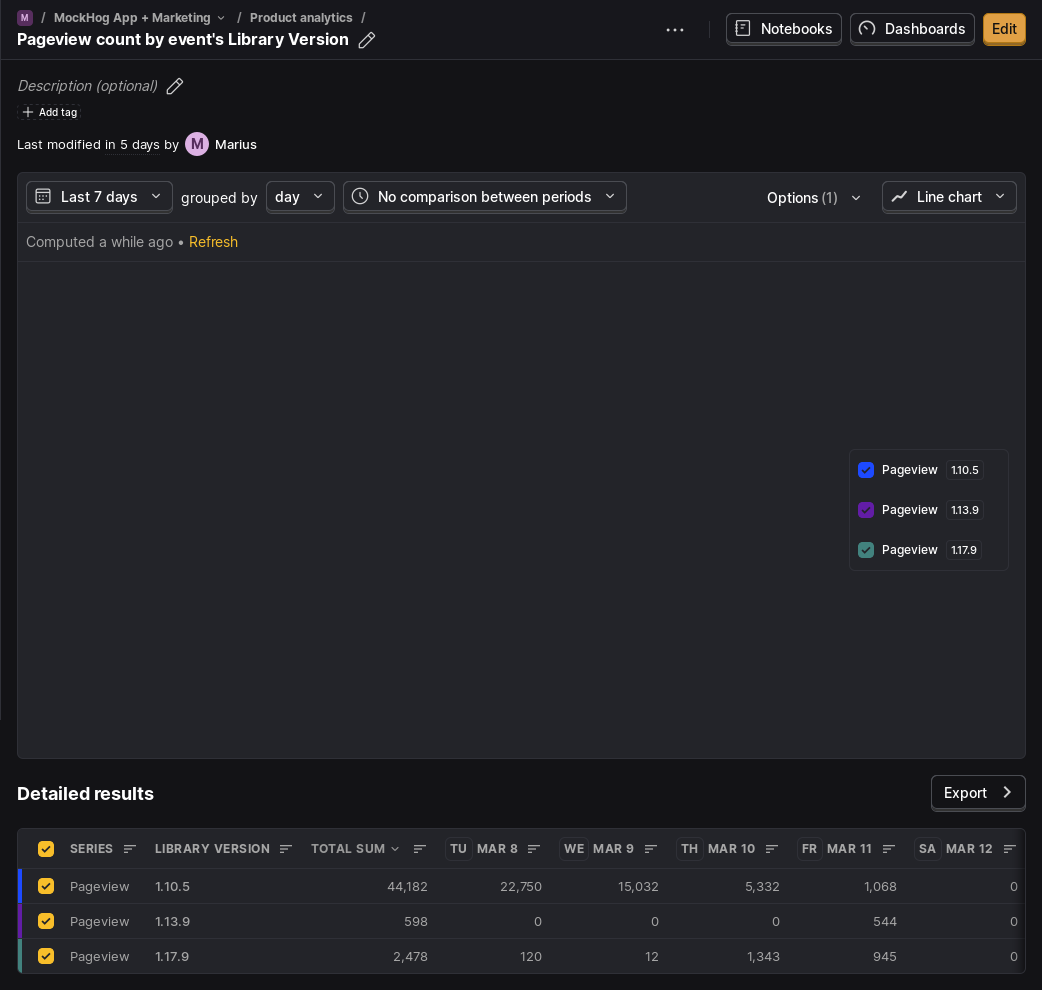 M / MockHog App + Marketing / Product analytics /
Pageview count by event's Library Version
Notebooks Dashboards Edit
Description (optional)
Add tag
Last modified in 5 days by M Marius
Last 7 days grouped by day No comparison between periods Options (1) Line chart
Computed a while ago • Refresh
Pageview 1.10.5
Pageview 1.13.9
Pageview 1.17.9
Detailed results
Export
SERIES LIBRARY VERSION TOTAL SUM TU MAR 8 WE MAR 9 TH MAR 10 FR MAR 11 SA MAR 12
Pageview 1.10.5 44,182 22,750 15,032 5,332 1,068 0
Pageview 1.13.9 598 0 0 0 544 0
Pageview 1.17.9 2,478 120 12 1,343 945 0